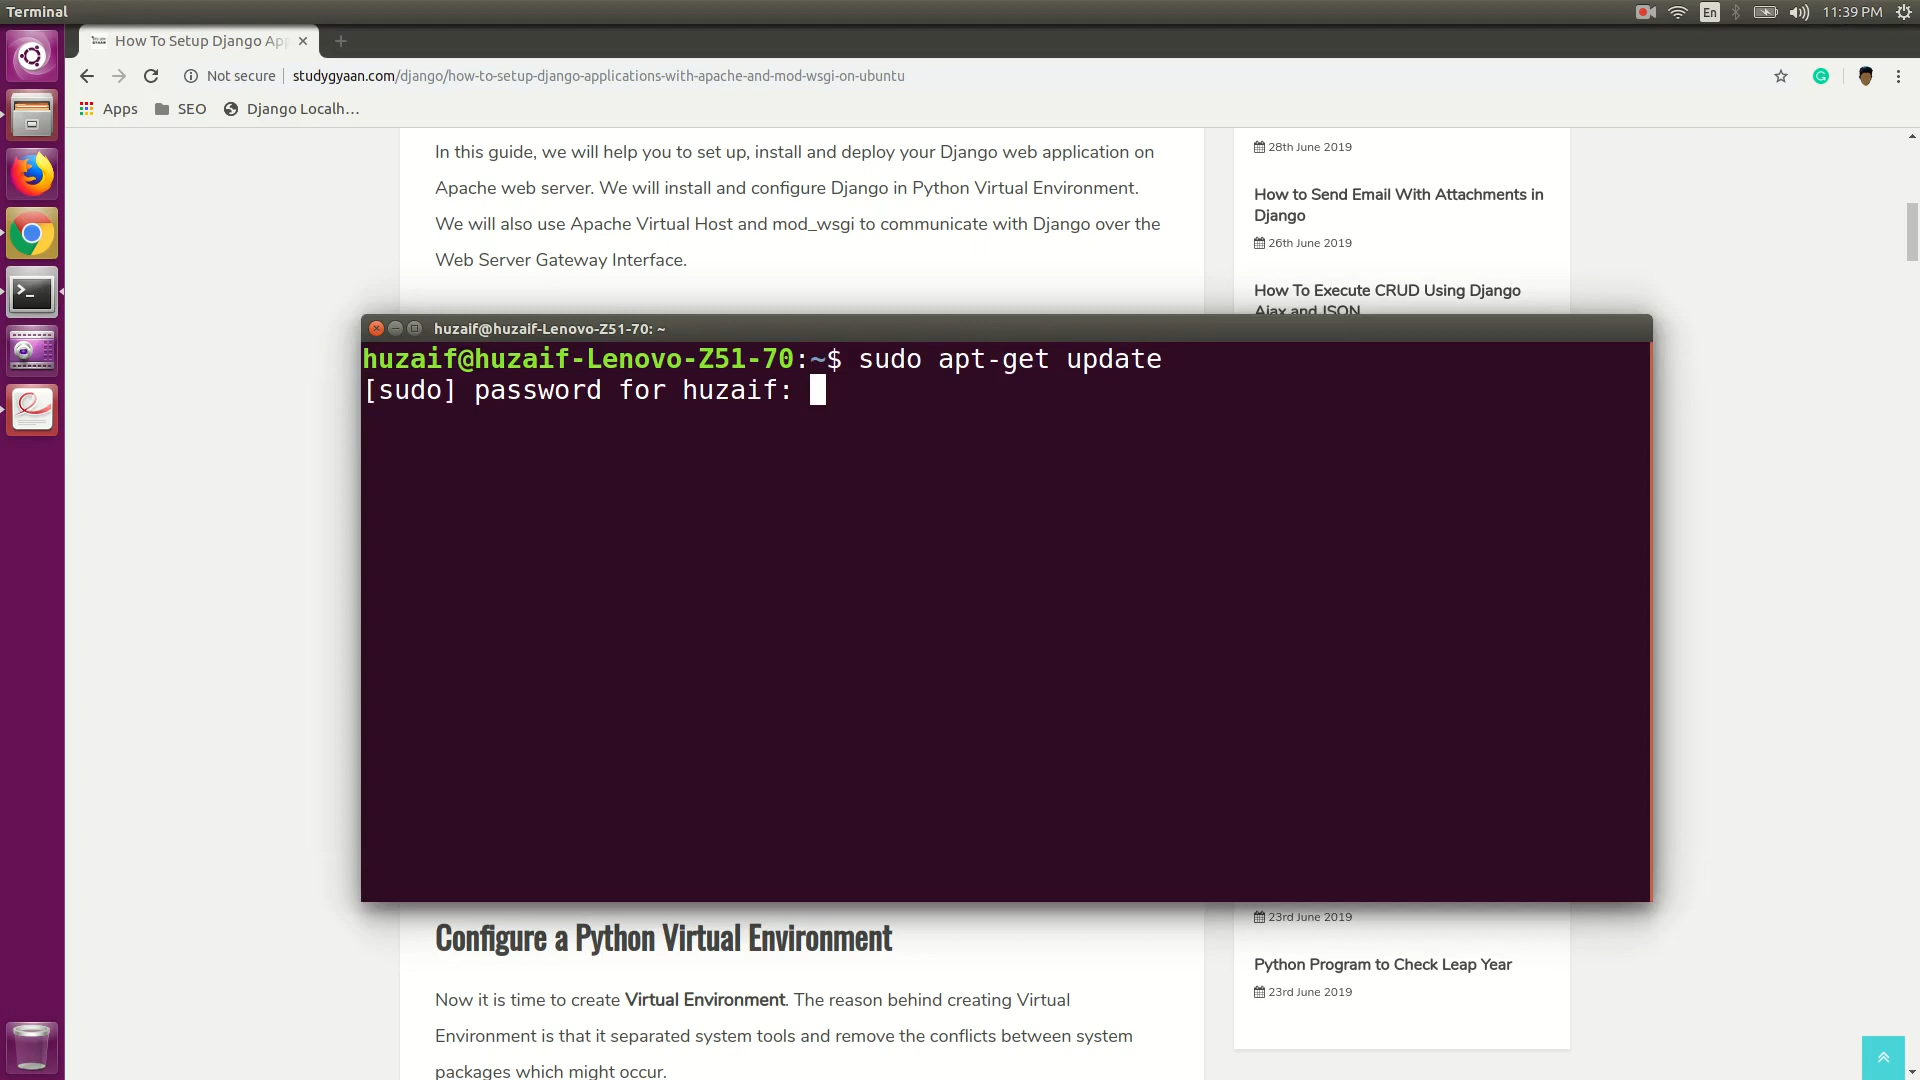 Terminal
En
11:39 PM
How To Setup Django App
Not secure
studygyaan.com/django/how-to-setup-django-applications-with-apache-and-mod-wsgi-on-ubuntu
Apps
SEO
Django Localh…
In this guide, we will help you to set up, install and deploy your Django web application on
Apache web server. We will install and configure Django in Python Virtual Environment.
We will also use Apache Virtual Host and mod_wsgi to communicate with Django over the
Web Server Gateway Interface.
28th June 2019
How to Send Email With Attachments in
Django
26th June 2019
How To Execute CRUD Using Django
Ajax and JSON
huzaif@huzaif-Lenovo-Z51-70: ~
huzaif@huzaif-Lenovo-Z51-70:~$ sudo apt-get update
[sudo] password for huzaif:
Configure a Python Virtual Environment
Now it is time to create Virtual Environment. The reason behind creating Virtual
Environment is that it separated system tools and remove the conflicts between system
packages which might occur.
23rd June 2019
Python Program to Check Leap Year
23rd June 2019